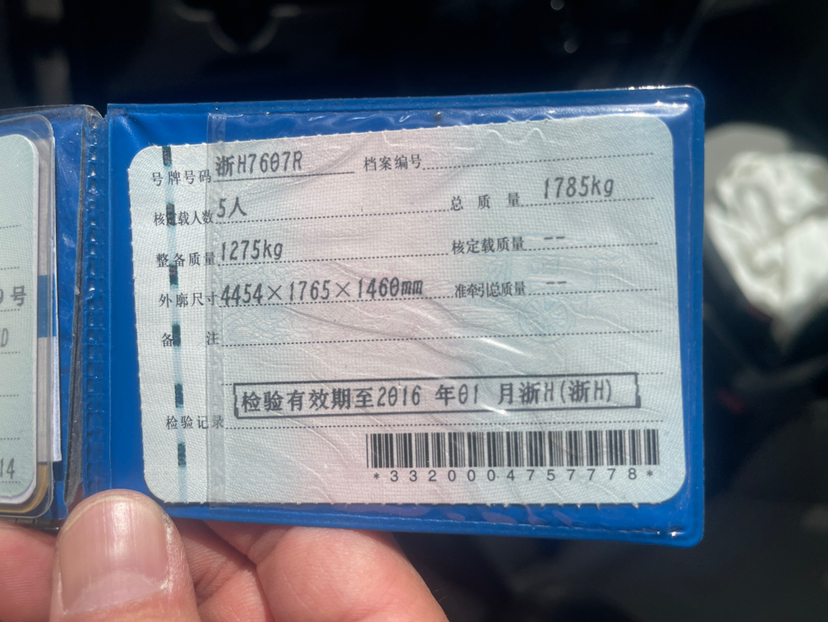 号牌号码 浙H7607R 档案编号
核定载人数 5人 总质量 1785kg
整备质量 1275kg 核定载质量 --
外廓尺寸 4454×1765×1460mm 准牵引总质量 --
备注
检验有效期至2016 年01 月浙H(浙H)
检验记录
*3320004757778*
9号
D
14